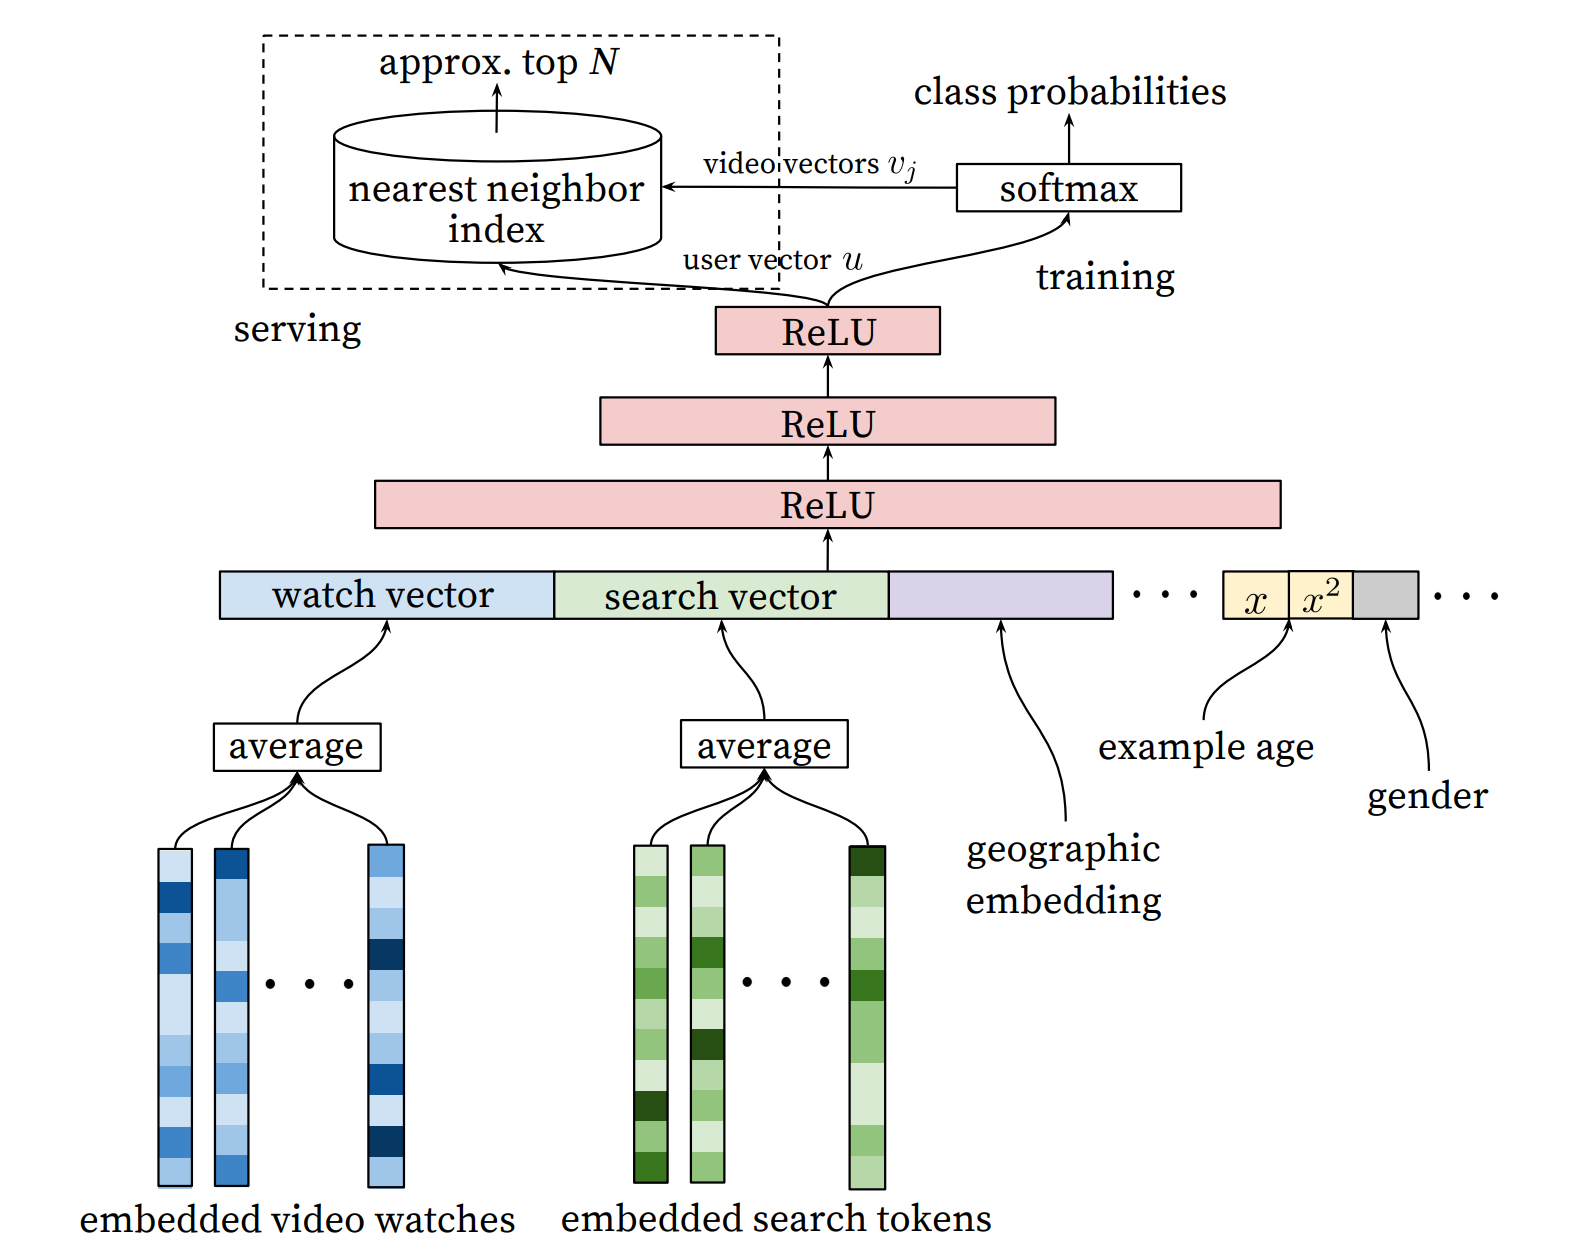 approx. top N
class probabilities
video vectors v_j
nearest neighbor
index
softmax
user vector u
training
serving
ReLU
ReLU
ReLU
watch vector
search vector
. . .
x
x²
. . .
average
average
example age
gender
geographic
embedding
. . .
. . .
embedded video watches
embedded search tokens